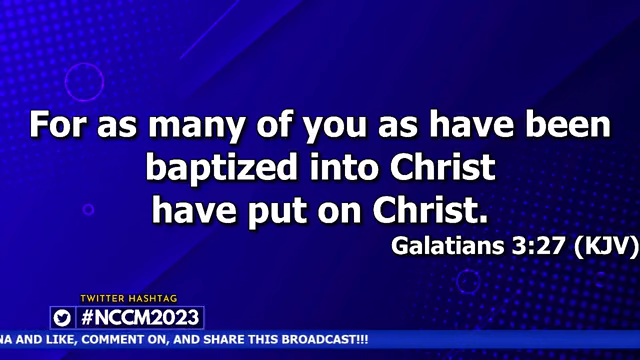 For as many of you as have been
baptized into Christ
have put on Christ.
Galatians 3:27 (KJV)
TWITTER HASHTAG
#NCCM2023
AND LIKE, COMMENT ON, AND SHARE THIS BROADCAST!!!